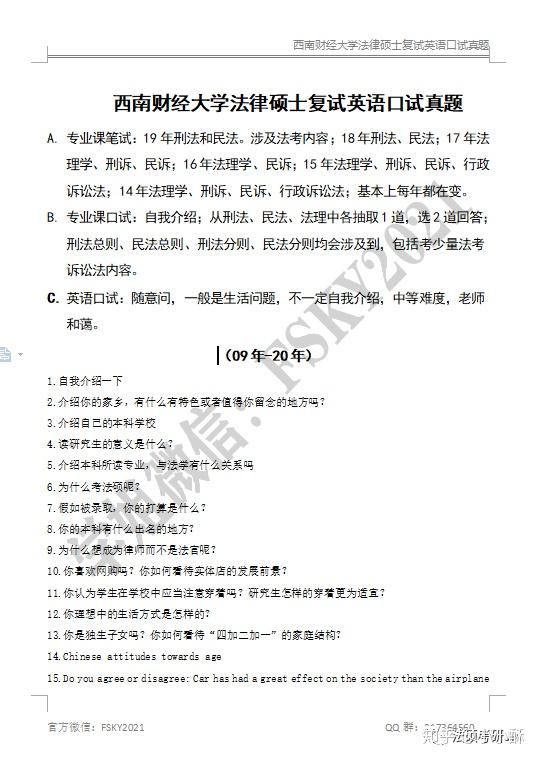 西南财经大学法律硕士复试英语口试真题
西南财经大学法律硕士复试英语口试真题
A. 专业课笔试：19 年刑法和民法。涉及法考内容；18 年刑法、民法；17 年法
理学、刑诉、民诉；16 年法理学、民诉；15 年法理学、刑诉、民诉、行政
诉讼法；14 年法理学、刑诉、民诉、行政诉讼法；基本上每年都在变。
B. 专业课口试：自我介绍；从刑法、民法、法理中各抽取 1 道，选 2 道回答；
刑法总则、民法总则、刑法分则、民法分则均会涉及到，包括考少量法考
诉讼法内容。
C. 英语口试：随意问，一般是生活问题，不一定自我介绍，中等难度，老师
和蔼。
（09 年-20 年）
1.自我介绍一下
2.介绍你的家乡，有什么有特色或者值得你留念的地方吗？
3.介绍自己的本科学校
4.读研究生的意义是什么？
5.介绍本科所读专业，与法学有什么关系吗
6.为什么考法硕呢？
7.假如被录取，你的打算是什么？
8.你的本科有什么出名的地方？
9.为什么想成为律师而不是法官呢？
10.你喜欢网购吗？你如何看待实体店的发展前景？
11.你认为学生在学校中应当注意穿着吗？研究生怎样的穿着更为适宜？
12.你理想中的生活方式是怎样的？
13.你是独生子女吗？你如何看待“四加二加一”的家庭结构？
14.Chinese attitudes towards age
15.Do you agree or disagree: Car has had a great effect on the society than the airplane
学姐微信：FSKY2021
官方微信：FSKY2021
QQ 群：
知乎 @法硕考研小酥